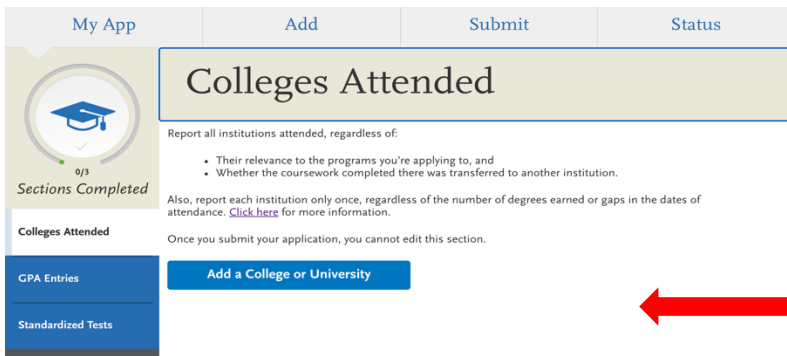 My App
Add
Submit
Status
0/3
Sections Completed
Colleges Attended
GPA Entries
Standardized Tests
Colleges Attended
Report all institutions attended, regardless of:
• Their relevance to the programs you're applying to, and
• Whether the coursework completed there was transferred to another institution.
Also, report each institution only once, regardless of the number of degrees earned or gaps in the dates of
attendance. Click here for more information.
Once you submit your application, you cannot edit this section.
Add a College or University